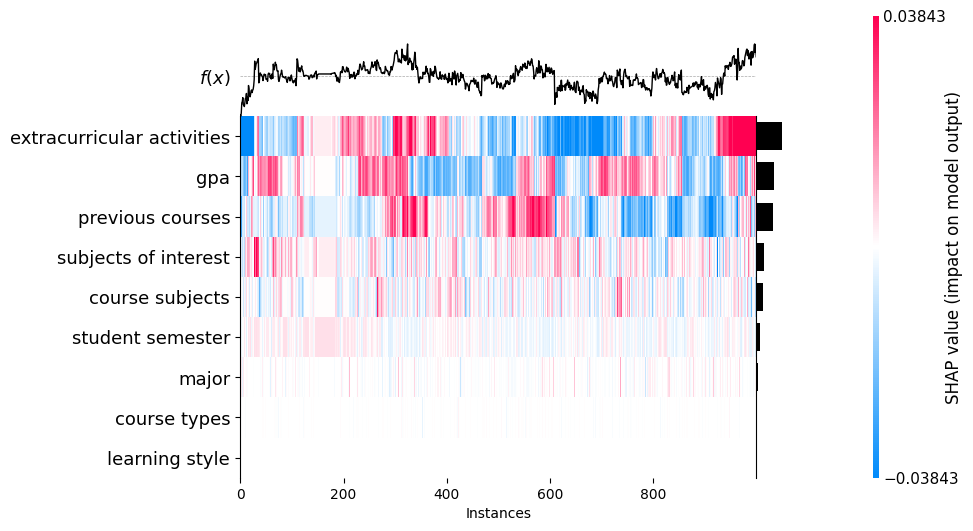 0.03843
f(x)
extracurricular activities
gpa
previous courses
subjects of interest
course subjects
student semester
major
course types
learning style
0 200 400 600 800
Instances
SHAP value (impact on model output)
−0.03843